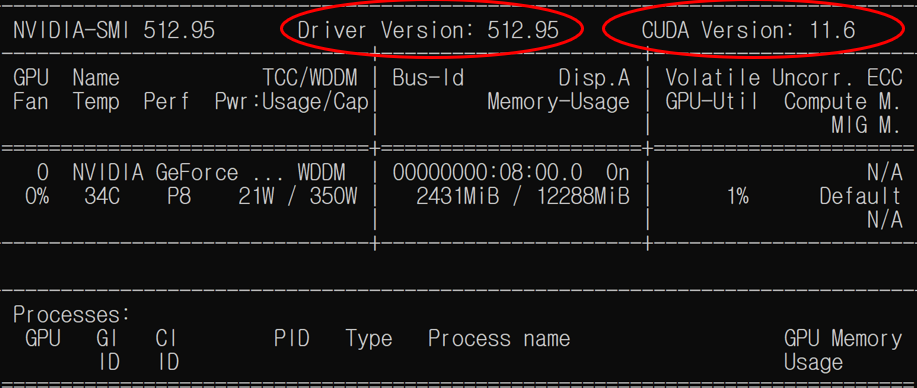 NVIDIA-SMI 512.95 Driver Version: 512.95 CUDA Version: 11.6
GPU Name TCC/WDDM | Bus-Id Disp.A | Volatile Uncorr. ECC
Fan Temp Perf Pwr:Usage/Cap| Memory-Usage | GPU-Util Compute M.
| | MIG M.
0 NVIDIA GeForce ... WDDM | 00000000:08:00.0 On | N/A
0% 34C P8 21W / 350W | 2431MiB / 12288MiB | 1% Default
| | N/A
Processes:
GPU GI CI PID Type Process name GPU Memory
ID ID Usage